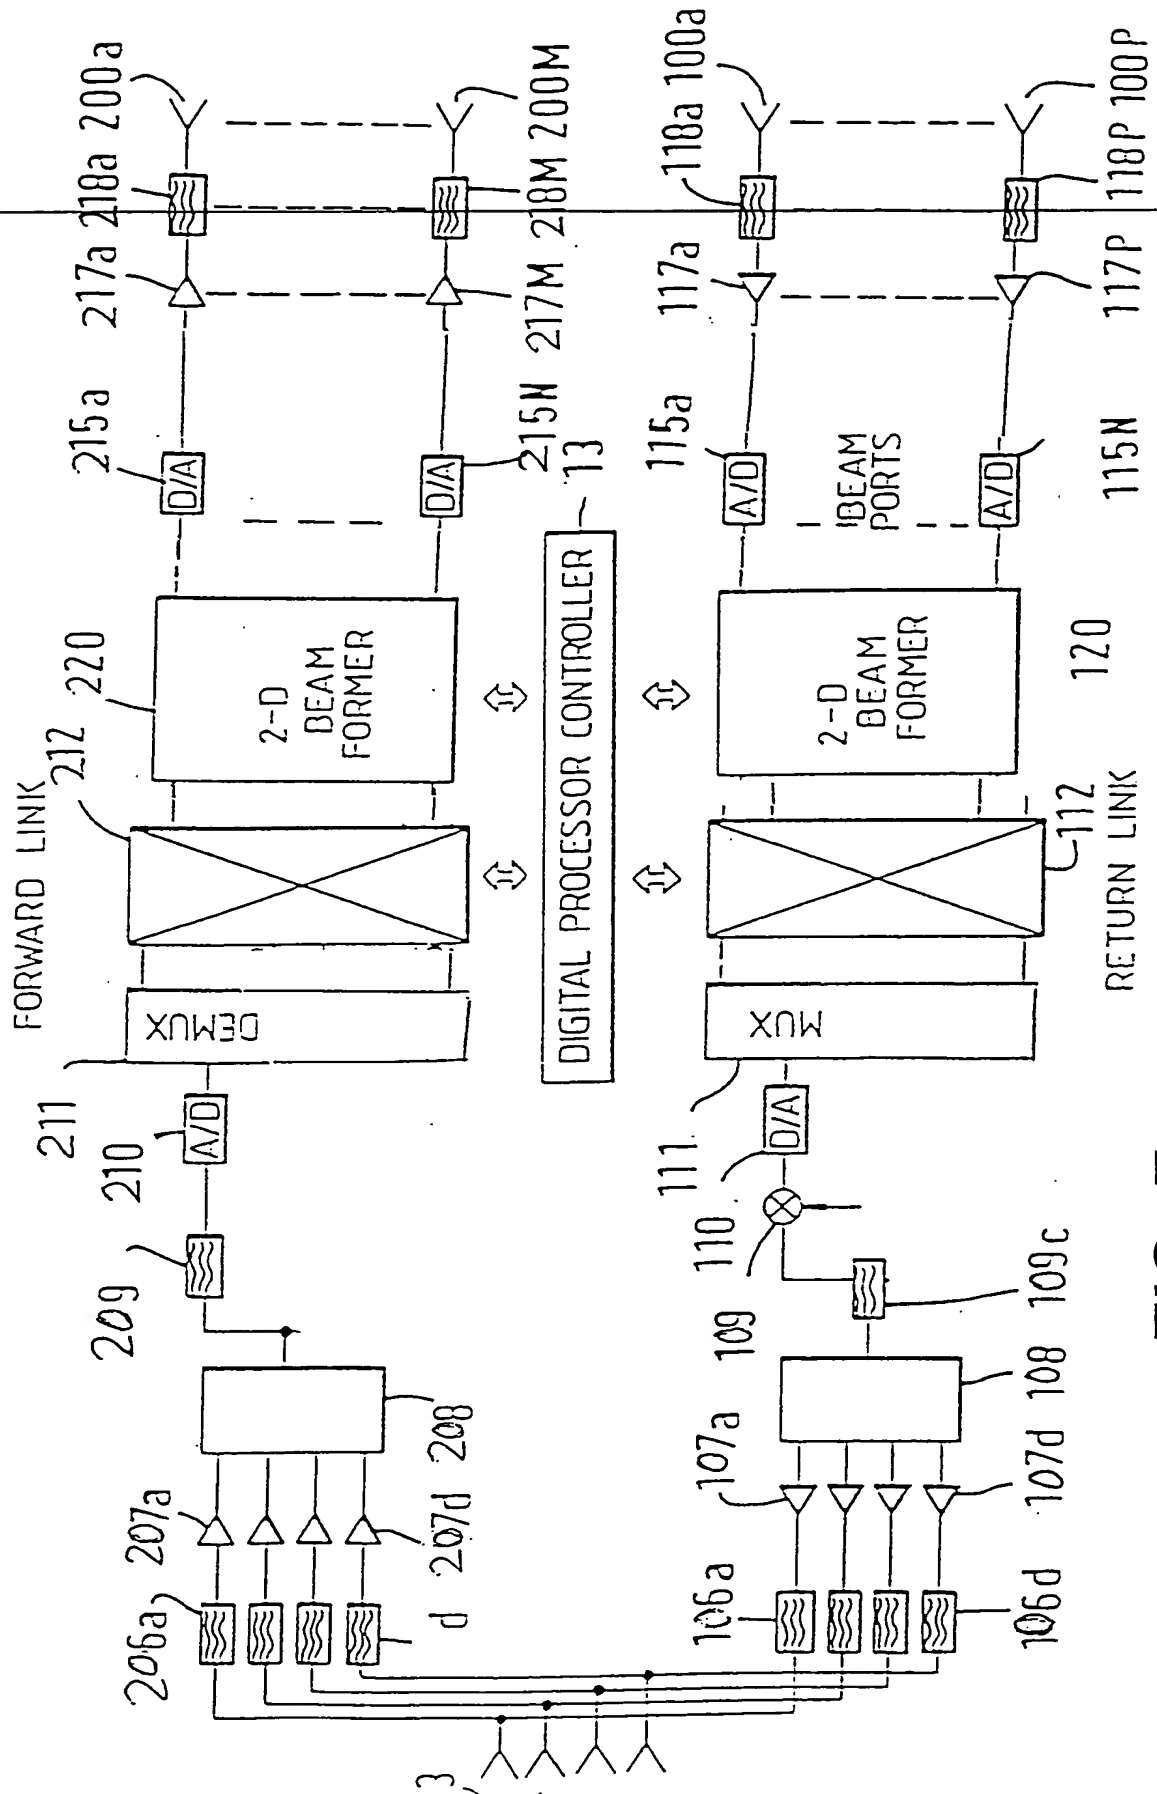 FORWARD LINK
211
212
220
215a
217a
218a
200a
206a
207a
209
210
A/D
DEMUX
2-D
BEAM
FORMER
D/A
D/A
d
207d
208
215N
217M
218M
200M
3
DIGITAL PROCESSOR CONTROLLER
13
106a
107a
109
110
111
D/A
MUX
2-D
BEAM
FORMER
115a
A/D
BEAM
PORTS
A/D
117a
118a
100a
106d
107d
108
109c
RETURN LINK
112
120
115N
117P
118P
100P